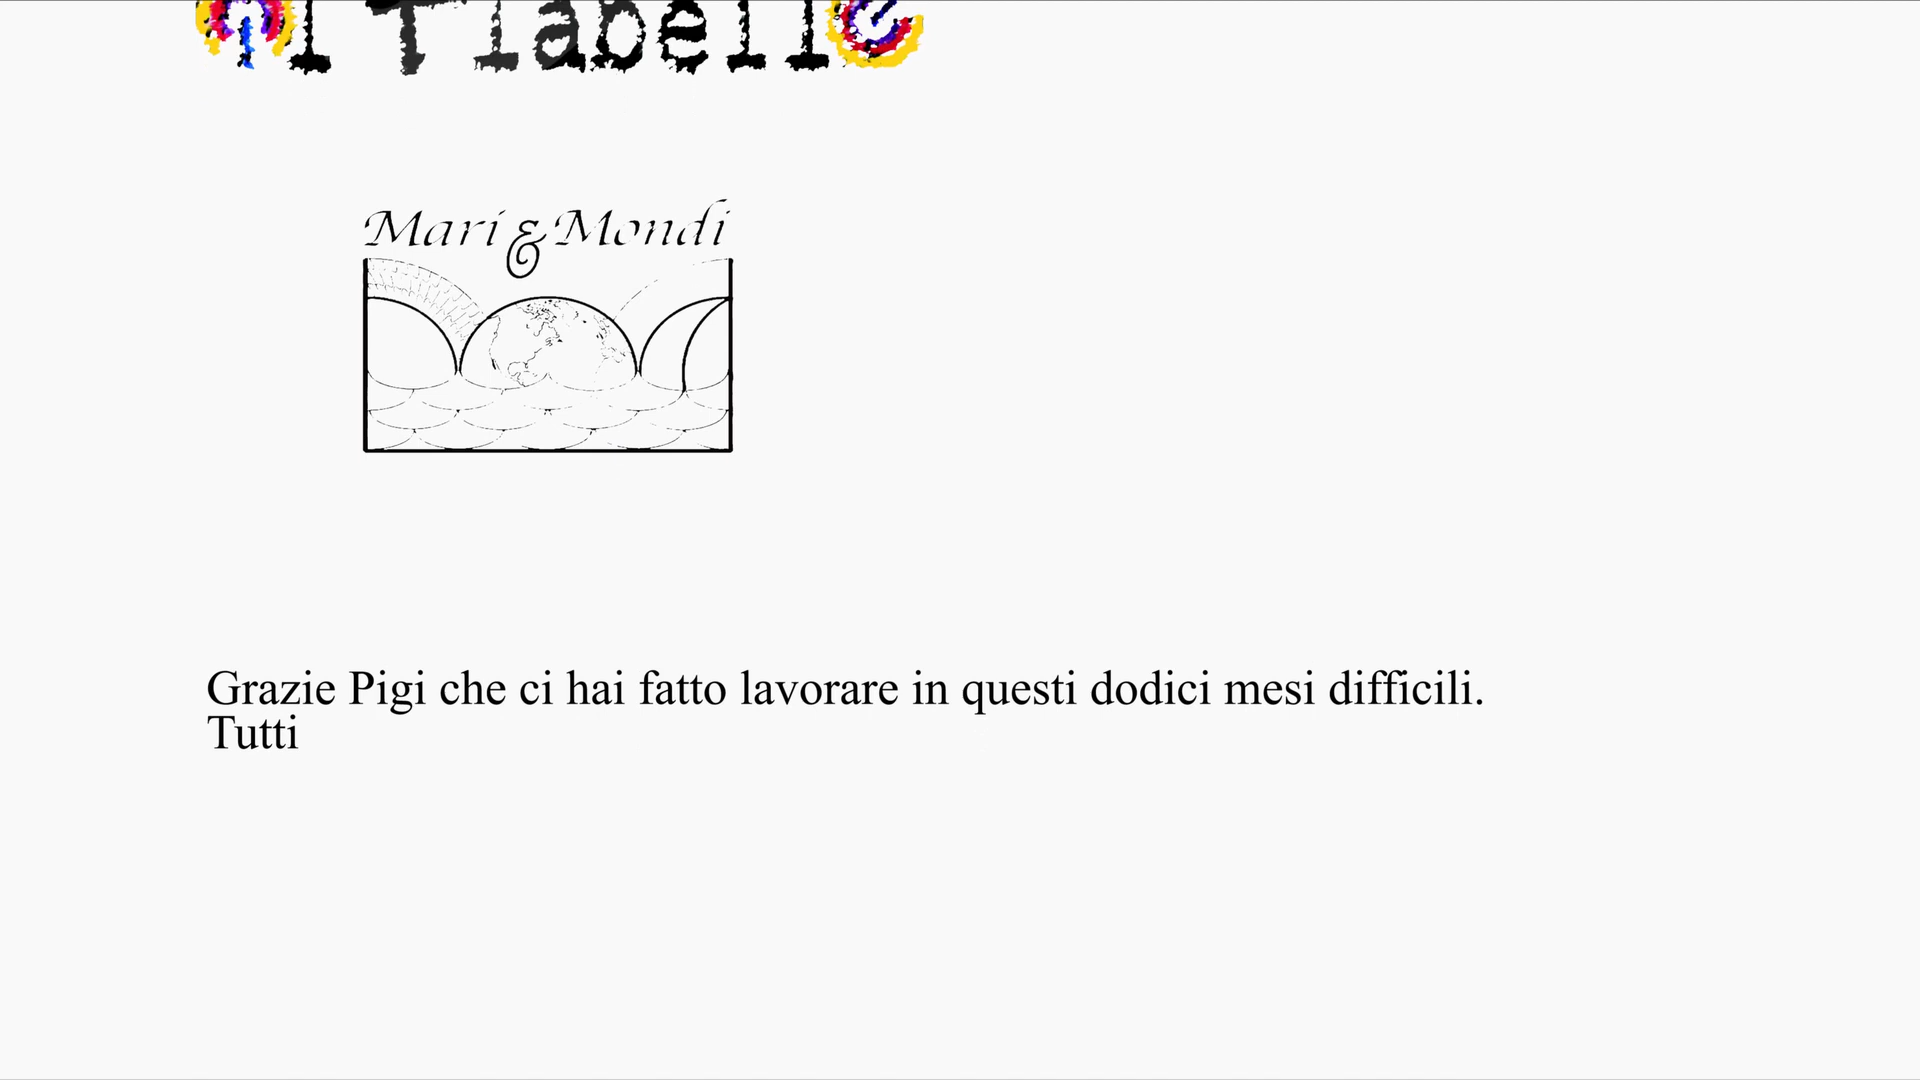 Mari & Mondi
Grazie Pigi che ci hai fatto lavorare in questi dodici mesi difficili.
Tutti